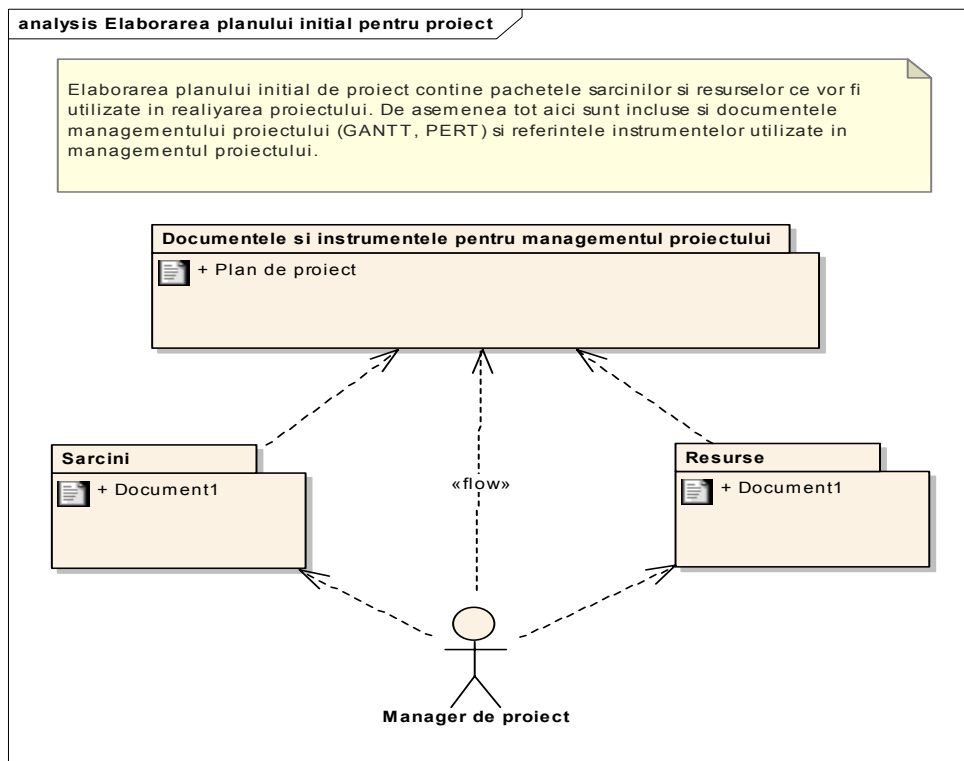 analysis Elaborarea planului initial pentru proiect
Elaborarea planului initial de proiect contine pachetele sarcinilor si resurselor ce vor fi
utilizate in realiyarea proiectului. De asemenea tot aici sunt incluse si documentele
managementului proiectului (GANTT, PERT) si referintele instrumentelor utilizate in
managemtul proiectului.
Documentele si instrumentele pentru managementul proiectului
+ Plan de proiect
Sarcini
+ Document1
Resurse
+ Document1
«flow»
Manager de proiect